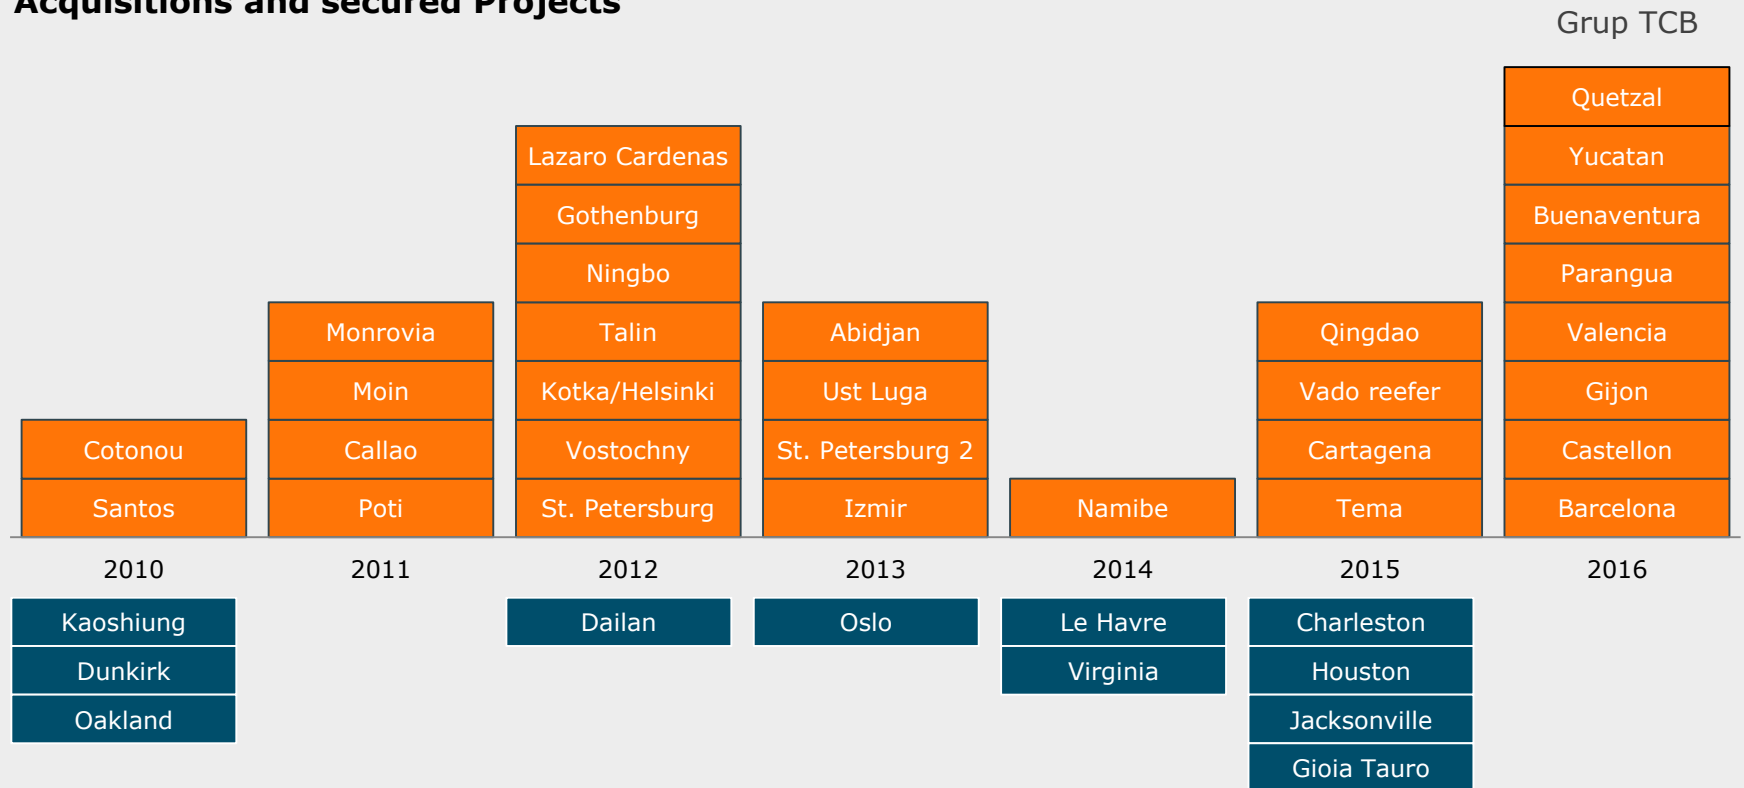 Acquisitions and secured Projects
Grup TCB
Quetzal
Yucatan
Buenaventura
Parangua
Valencia
Gijon
Castellon
Barcelona
Lazaro Cardenas
Gothenburg
Ningbo
Talin
Kotka/Helsinki
Vostochny
St. Petersburg
Monrovia
Moin
Callao
Poti
Abidjan
Ust Luga
St. Petersburg 2
Izmir
Qingdao
Vado reefer
Cartagena
Tema
Cotonou
Santos
Namibe
2010 2011 2012 2013 2014 2015 2016
Kaoshiung
Dunkirk
Oakland
Dailan
Oslo
Le Havre
Virginia
Charleston
Houston
Jacksonville
Gioia Tauro